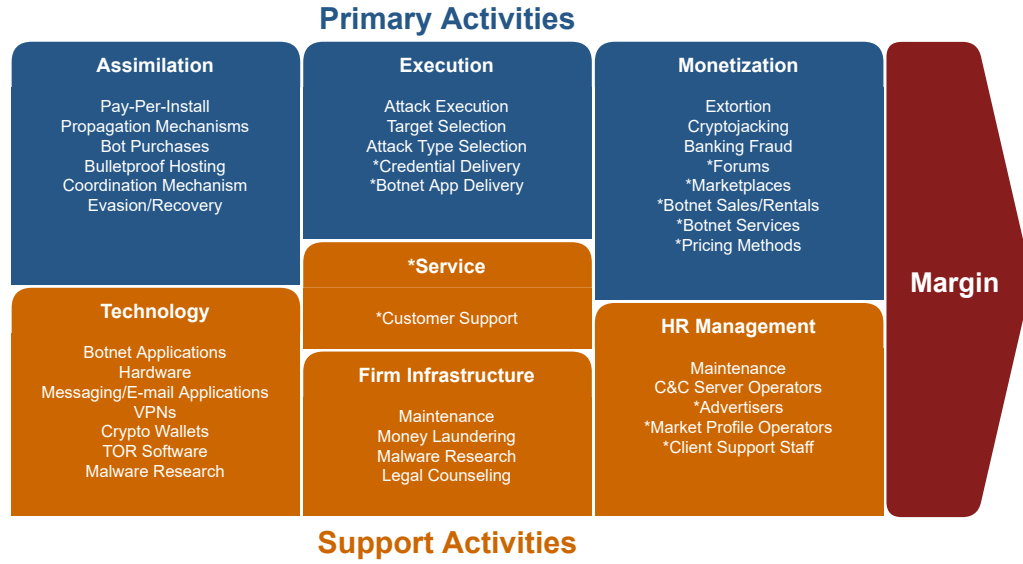 Primary Activities
Assimilation
Pay-Per-Install
Propagation Mechanisms
Bot Purchases
Bulletproof Hosting
Coordination Mechanism
Evasion/Recovery
Execution
Attack Execution
Target Selection
Attack Type Selection
*Credential Delivery
*Botnet App Delivery
Monetization
Extortion
Cryptojacking
Banking Fraud
*Forums
*Marketplaces
*Botnet Sales/Rentals
*Botnet Services
*Pricing Methods
Technology
Botnet Applications
Hardware
Messaging/E-mail Applications
VPNs
Crypto Wallets
TOR Software
Malware Research
*Service
*Customer Support
Firm Infrastructure
Maintenance
Money Laundering
Malware Research
Legal Counseling
HR Management
Maintenance
C&C Server Operators
*Advertisers
*Market Profile Operators
*Client Support Staff
Margin
Support Activities